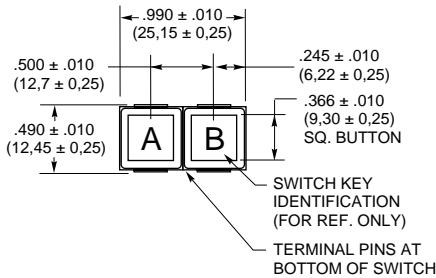 .990 ± .010
(25,15 ± 0,25)
.500 ± .010
(12,7 ± 0,25)
.245 ± .010
(6,22 ± 0,25)
.490 ± .010
(12,45 ± 0,25)
A
B
.366 ± .010
(9,30 ± 0,25)
SQ. BUTTON
SWITCH KEY
IDENTIFICATION
(FOR REF. ONLY)
TERMINAL PINS AT
BOTTOM OF SWITCH